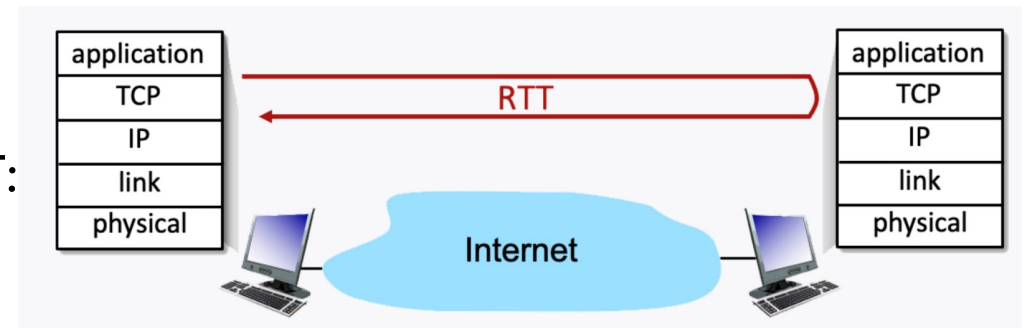 application
TCP
IP
link
physical
RTT
application
TCP
IP
link
physical
Internet